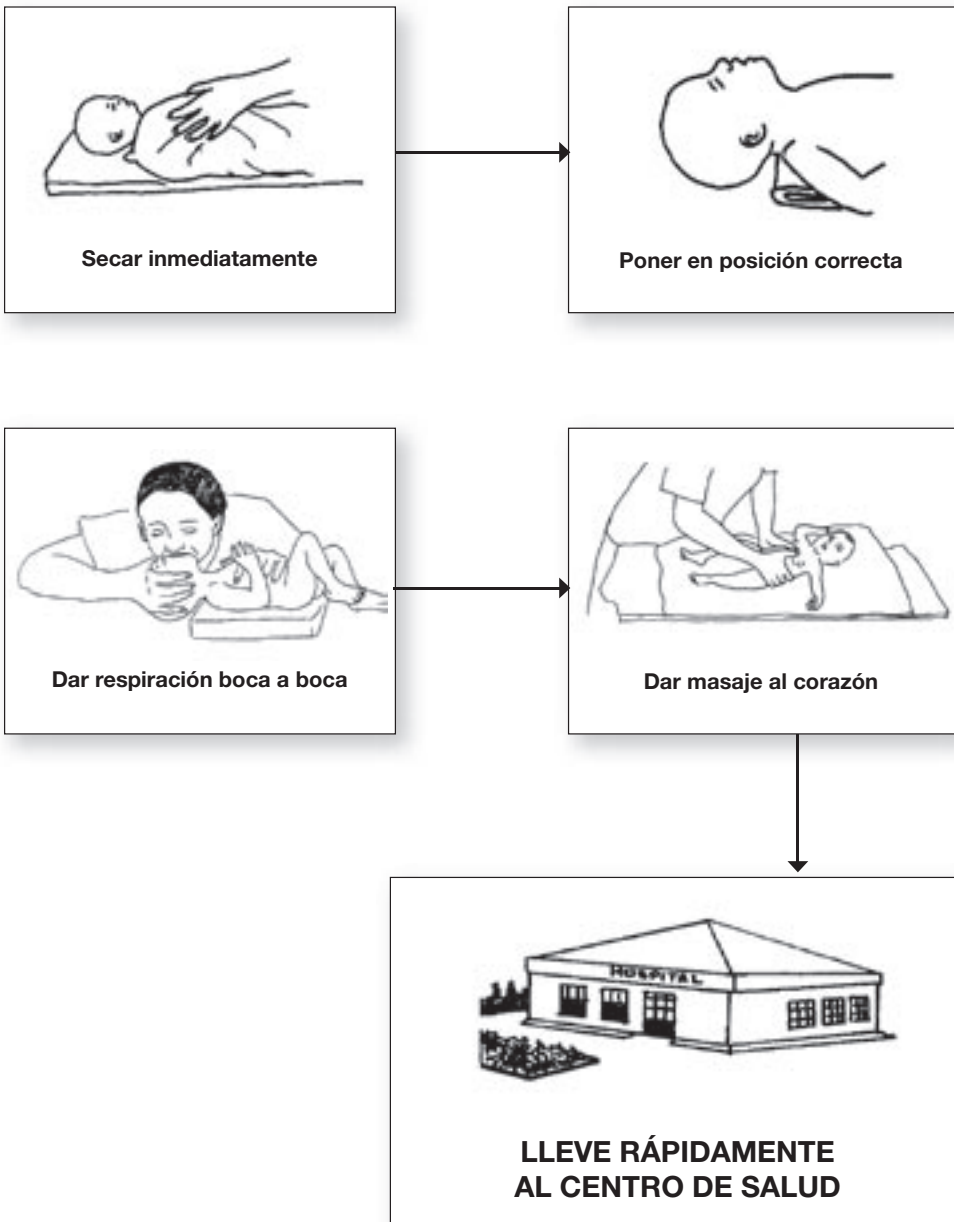 Secar inmediatamente
Poner en posición correcta
Dar respiración boca a boca
Dar masaje al corazón
HOSPITAL
LLEVE RÁPIDAMENTE
AL CENTRO DE SALUD